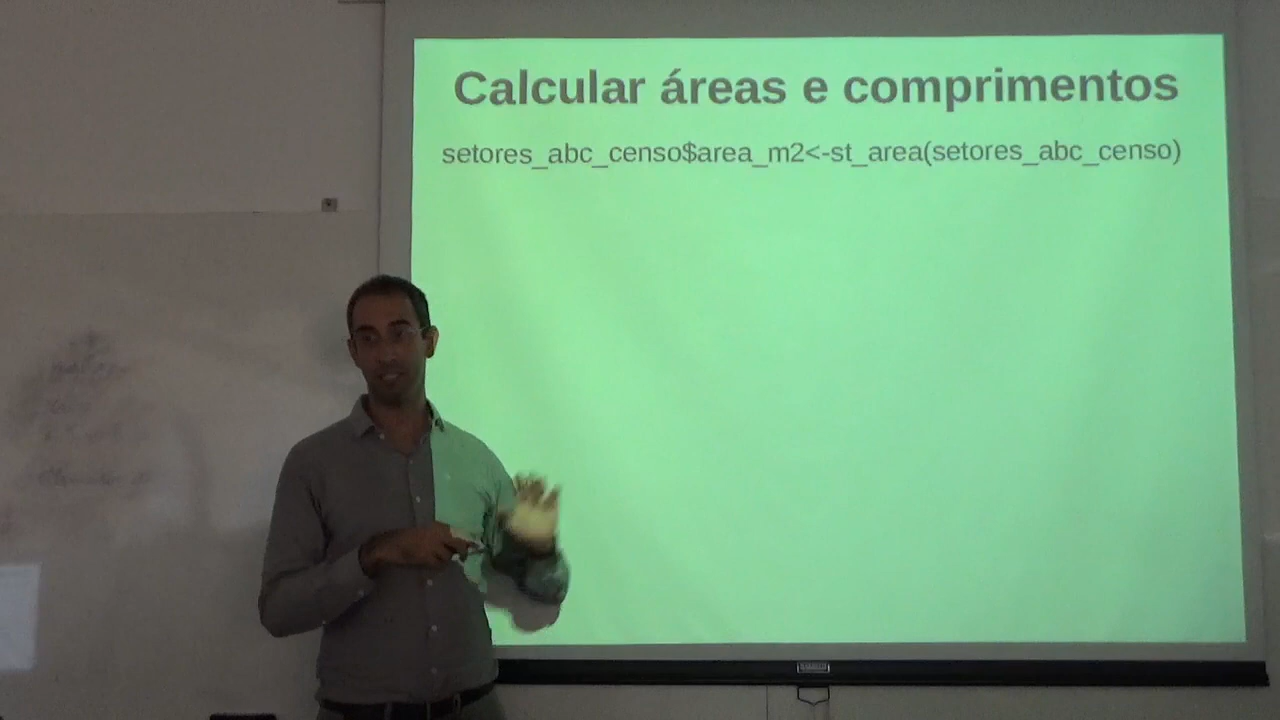 Calcular áreas e comprimentos
setores_abc_censo$area_m2<-st_area(setores_abc_censo)